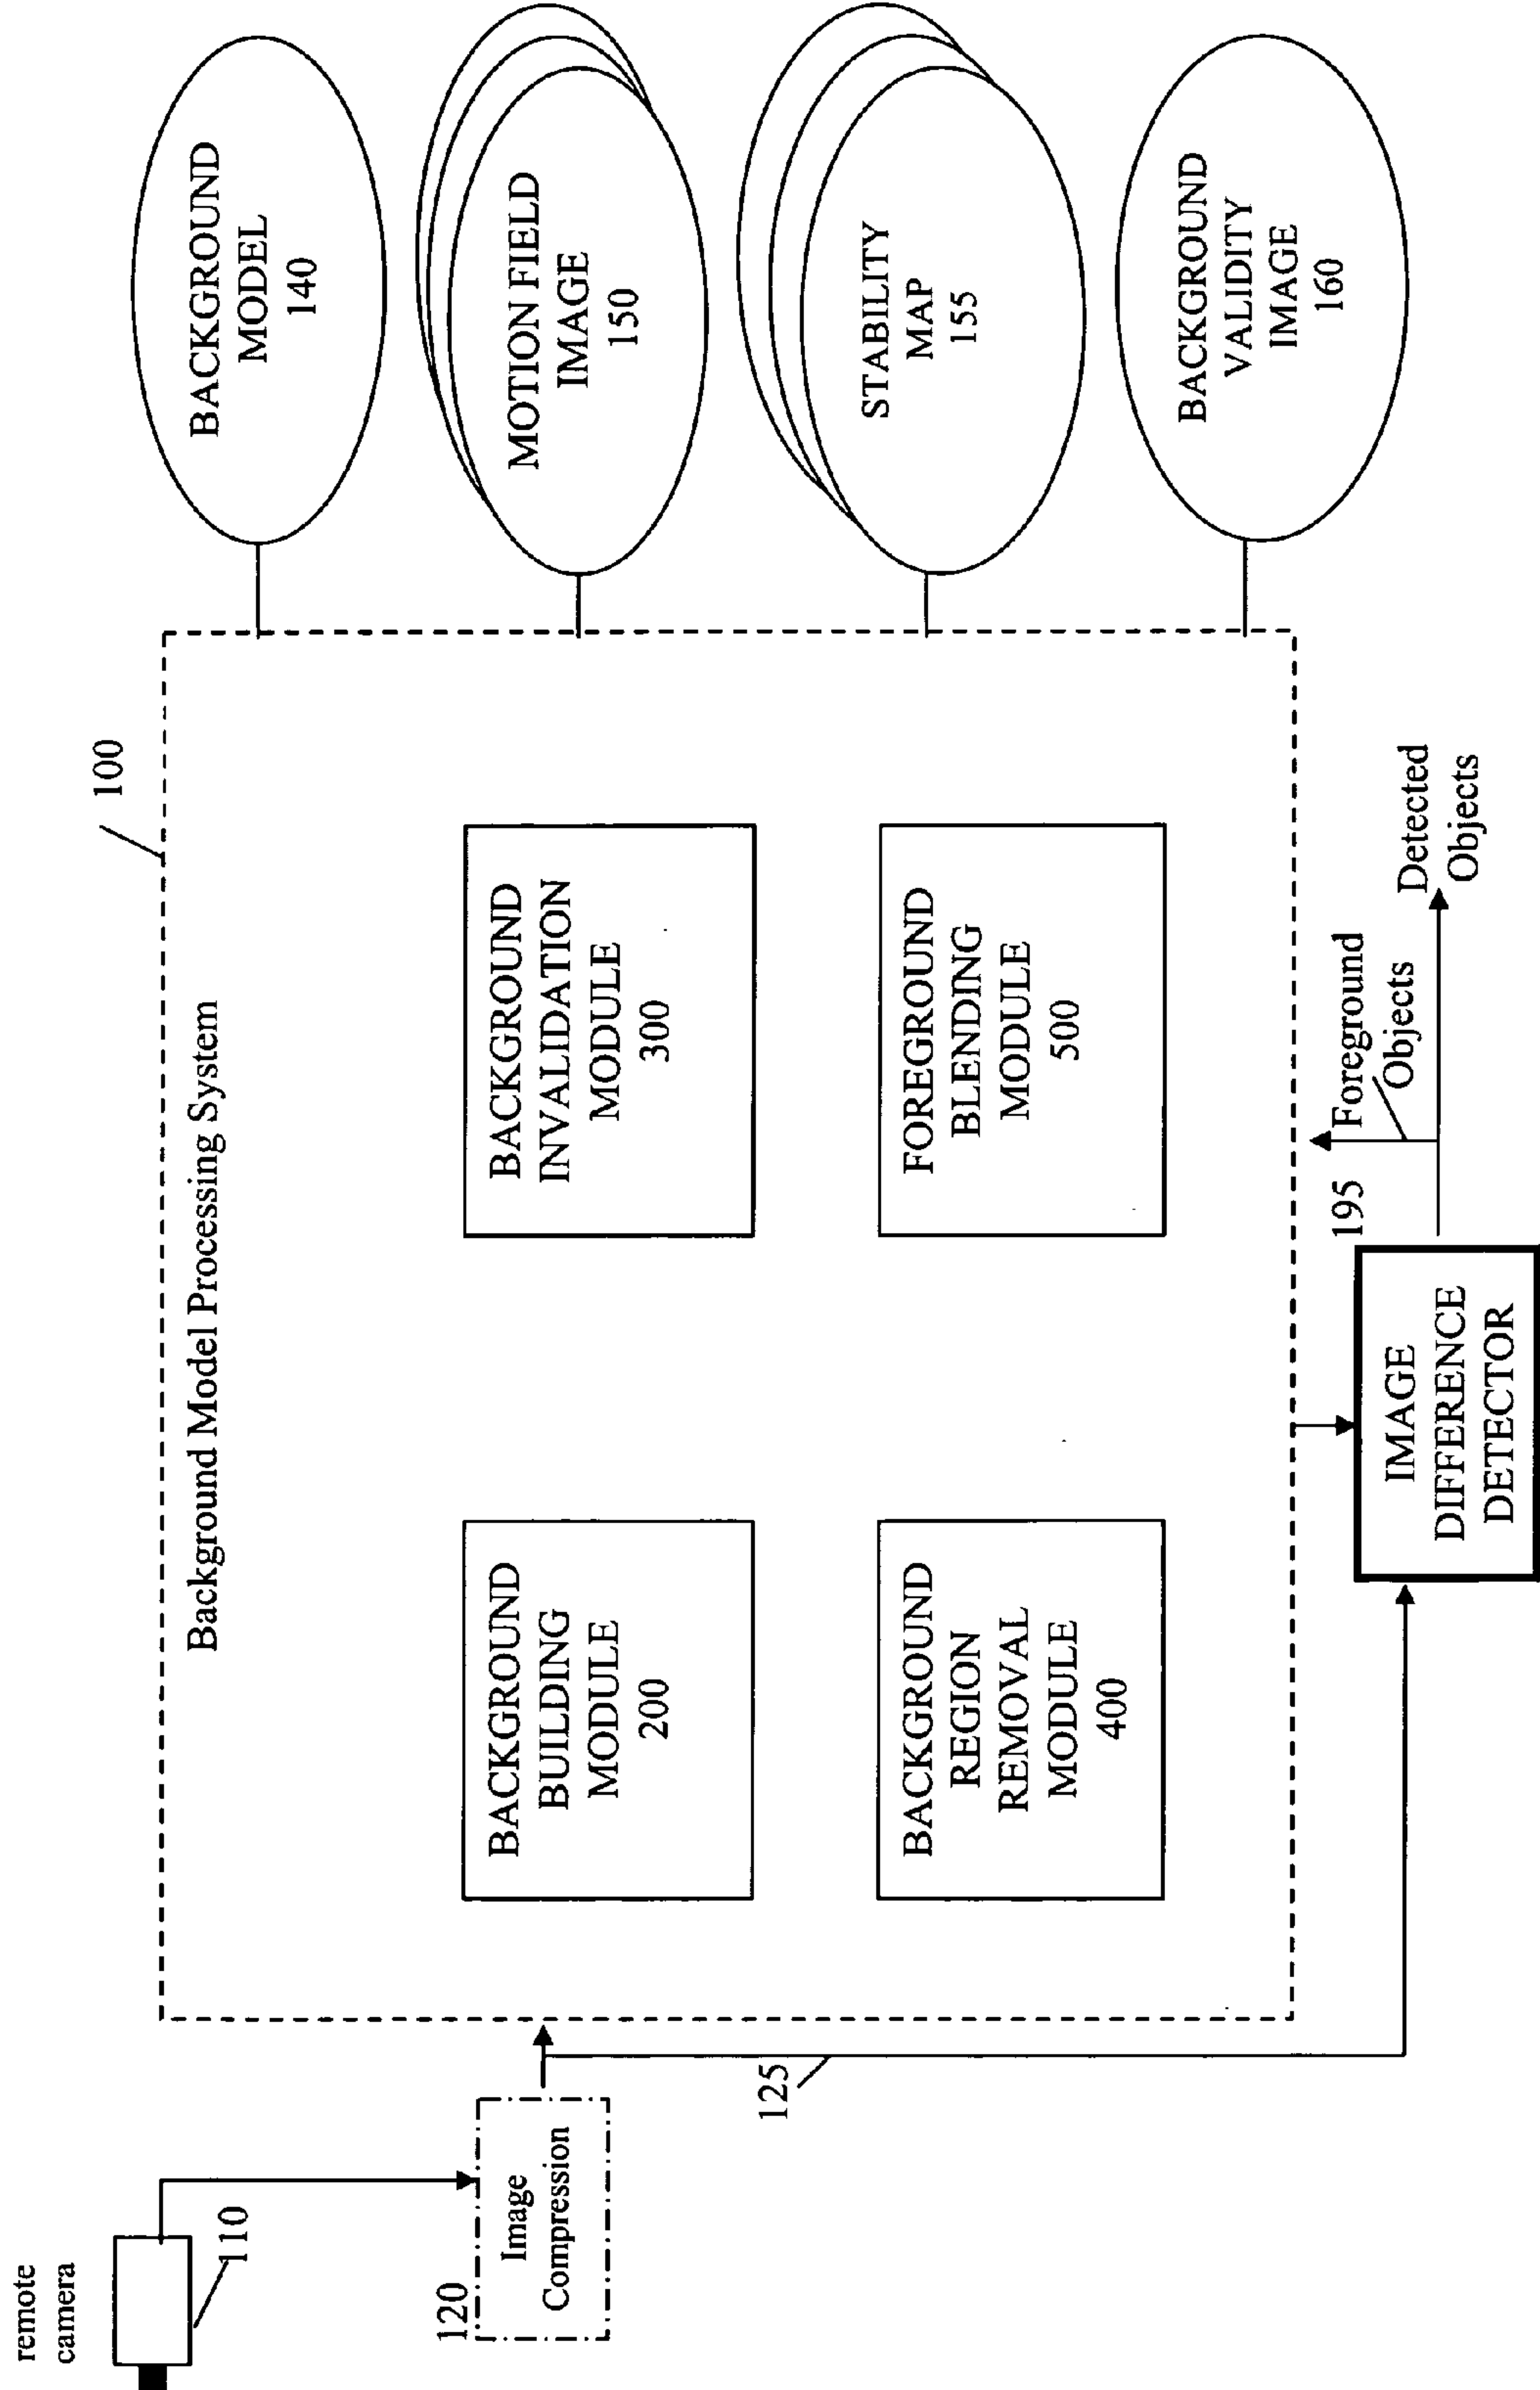 remote
camera
110
120
Image
Compression
125
100
Background Model Processing System
BACKGROUND
BUILDING
MODULE
200
BACKGROUND
INVALIDATION
MODULE
300
BACKGROUND
REGION
REMOVAL
MODULE
400
FOREGROUND
BLENDING
MODULE
500
BACKGROUND
MODEL
140
MOTION FIELD
IMAGE
150
STABILITY
MAP
155
BACKGROUND
VALIDITY
IMAGE
160
IMAGE
DIFFERENCE
DETECTOR
195
Foreground
Objects
Detected
Objects